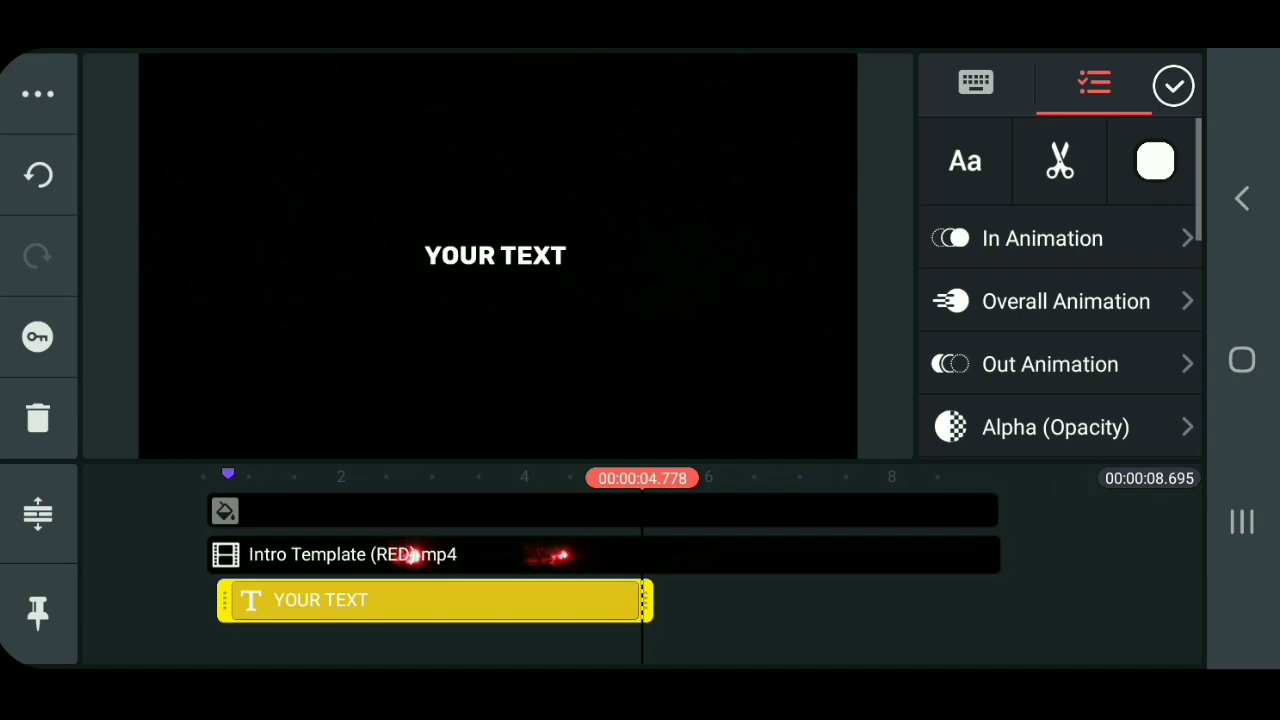 YOUR TEXT
Aa
In Animation
Overall Animation
Out Animation
Alpha (Opacity)
2
4
00:00:04.778
6
8
00:00:08.695
Intro Template (RED).mp4
T YOUR TEXT